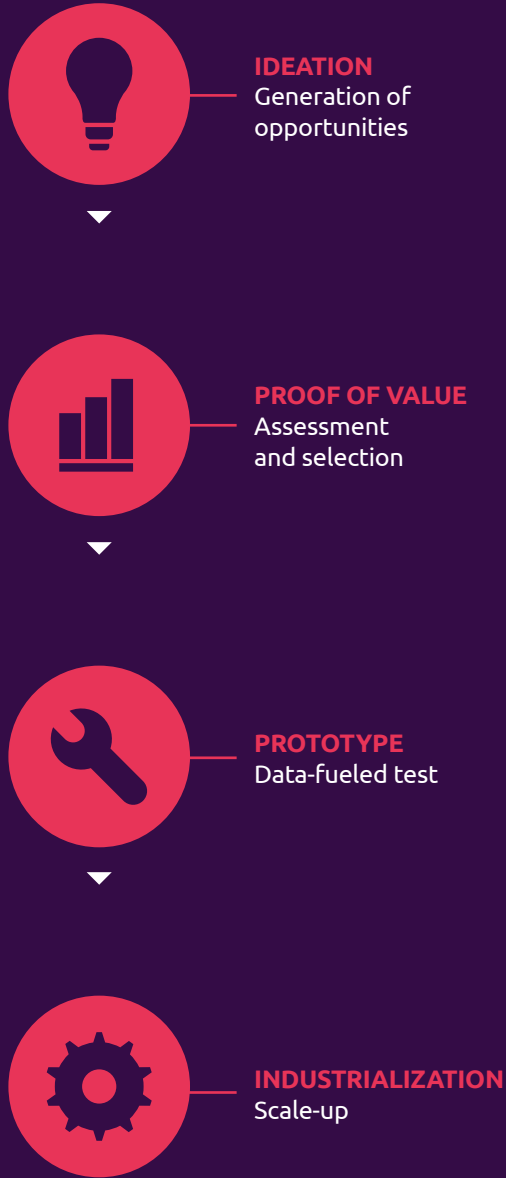 IDEATION
Generation of
opportunities
PROOF OF VALUE
Assessment
and selection
PROTOTYPE
Data-fueled test
INDUSTRIALIZATION
Scale-up